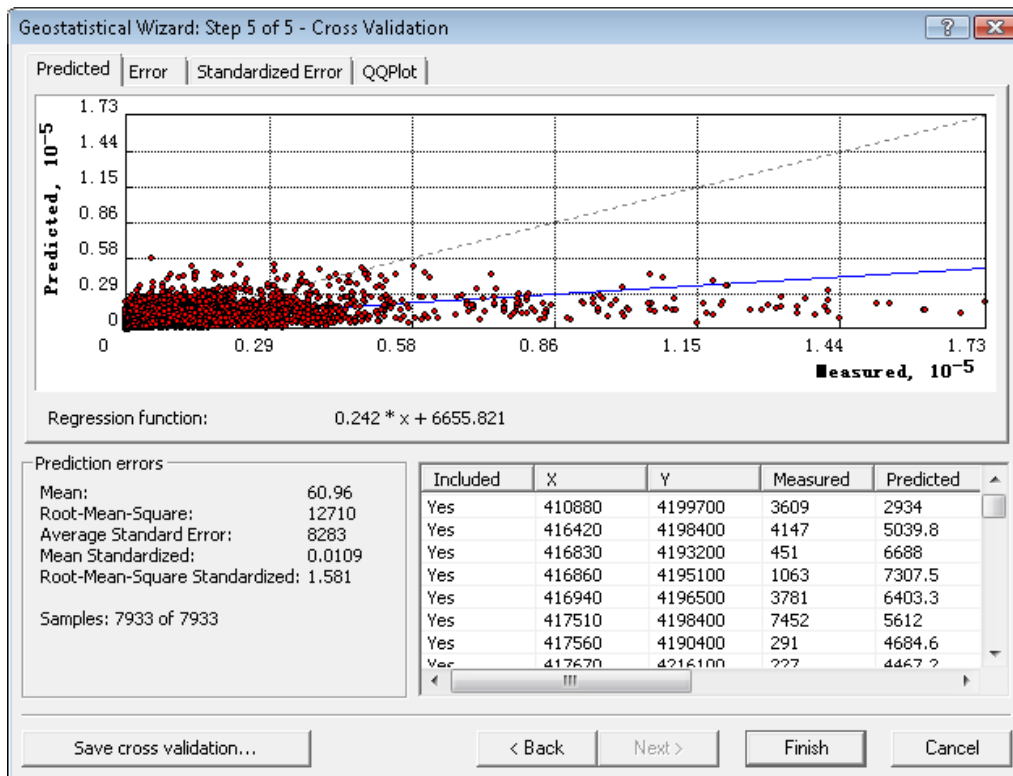 Geostatistical Wizard: Step 5 of 5 - Cross Validation
Predicted Error Standardized Error QQPlot
1.73
1.44
1.15
0.86
0.58
0.29
0
Predicted, 10⁻⁵
0 0.29 0.58 0.86 1.15 1.44 1.73
Measured, 10⁻⁵
Regression function: 0.242 * x + 6655.821
Prediction errors
Mean: 60.96
Root-Mean-Square: 12710
Average Standard Error: 8283
Mean Standardized: 0.0109
Root-Mean-Square Standardized: 1.581
Samples: 7933 of 7933
Included X Y Measured Predicted
Yes 410880 4199700 3609 2934
Yes 416420 4198400 4147 5039.8
Yes 416830 4193200 451 6688
Yes 416860 4195100 1063 7307.5
Yes 416940 4196500 3781 6403.3
Yes 417510 4198400 7452 5612
Yes 417560 4190400 291 4684.6
Yes 417670 4216100 227 4467.2
Save cross validation... < Back Next > Finish Cancel